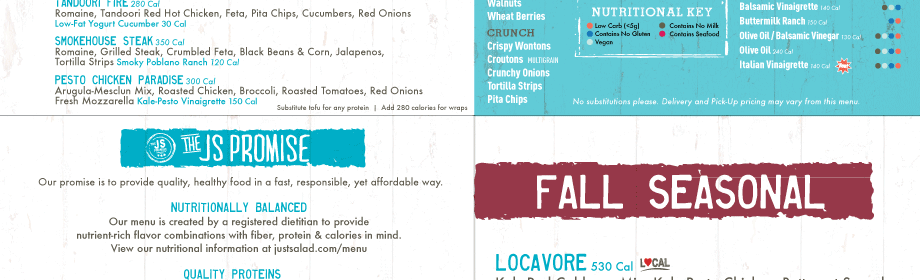 TANDOORI FIRE 280 Cal
Romaine, Tandoori Red Hot Chicken, Feta, Pita Chips, Cucumbers, Red Onions
Low-Fat Yogurt Cucumber 30 Cal
SMOKEHOUSE STEAK 350 Cal
Romaine, Grilled Steak, Crumbled Feta, Black Beans & Corn, Jalapenos,
Tortilla Strips Smoky Poblano Ranch 120 Cal
PESTO CHICKEN PARADISE 300 Cal
Arugula-Mesclun Mix, Roasted Chicken, Broccoli, Roasted Tomatoes, Red Onions
Fresh Mozzarella Kale-Pesto Vinaigrette 150 Cal
Substitute tofu for any protein | Add 280 calories for wraps
Walnuts
Wheat Berries
CRUNCH
Crispy Wontons
Croutons MULTIGRAIN
Crunchy Onions
Tortilla Strips
Pita Chips
NUTRITIONAL KEY
Low Carb (<5g)
Contains No Milk
Contains No Gluten
Contains Seafood
Vegan
Balsamic Vinaigrette 140 Cal
Buttermilk Ranch 150 Cal
Olive Oil / Balsamic Vinegar 130 Cal
Olive Oil 240 Cal
Italian Vinaigrette 140 Cal
No substitutions please. Delivery and Pick-Up pricing may vary from this menu.
JS
THE JS PROMISE
Our promise is to provide quality, healthy food in a fast, responsible, yet affordable way.
NUTRITIONALLY BALANCED
Our menu is created by a registered dietitian to provide
nutrient-rich flavor combinations with fiber, protein & calories in mind.
View our nutritional information at justsalad.com/menu
QUALITY PROTEINS
FALL SEASONAL
LOCAVORE 530 Cal LOCAL